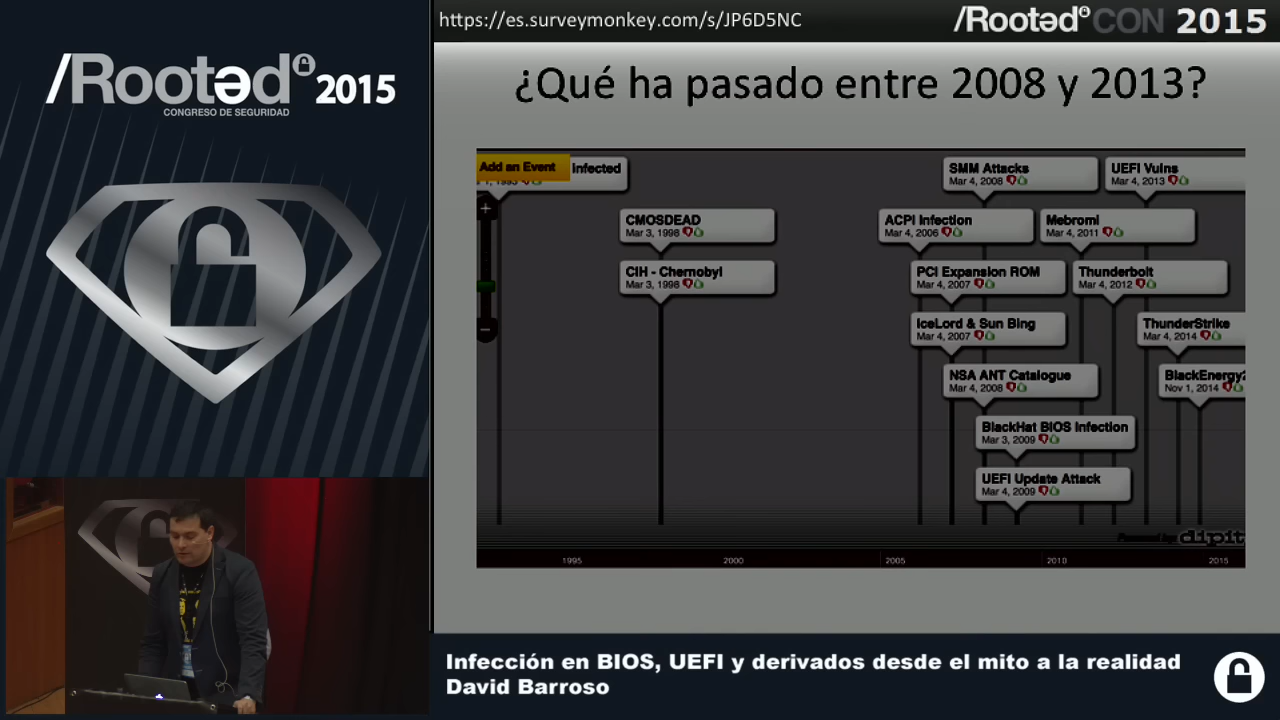 https://es.surveymonkey.com/s/JP6D5NC
/RootedCON 2015
/Rooted 2015
CONGRESO DE SEGURIDAD
¿Qué ha pasado entre 2008 y 2013?
Add an Event
Infected
1, 1993
SMM Attacks
Mar 4, 2008
UEFI Vulns
Mar 4, 2013
CMOSDEAD
Mar 3, 1998
ACPI Infection
Mar 4, 2006
Mebromi
Mar 4, 2011
CIH - Chernobyl
Mar 3, 1998
PCI Expansion ROM
Mar 4, 2007
Thunderbolt
Mar 4, 2012
IceLord & Sun Bing
Mar 4, 2007
ThunderStrike
Mar 4, 2014
NSA ANT Catalogue
Mar 4, 2008
BlackEnergy2
Nov 1, 2014
BlackHat BIOS Infection
Mar 3, 2009
UEFI Update Attack
Mar 4, 2009
1995 2000 2005 2010 2015
Infección en BIOS, UEFI y derivados desde el mito a la realidad
David Barroso